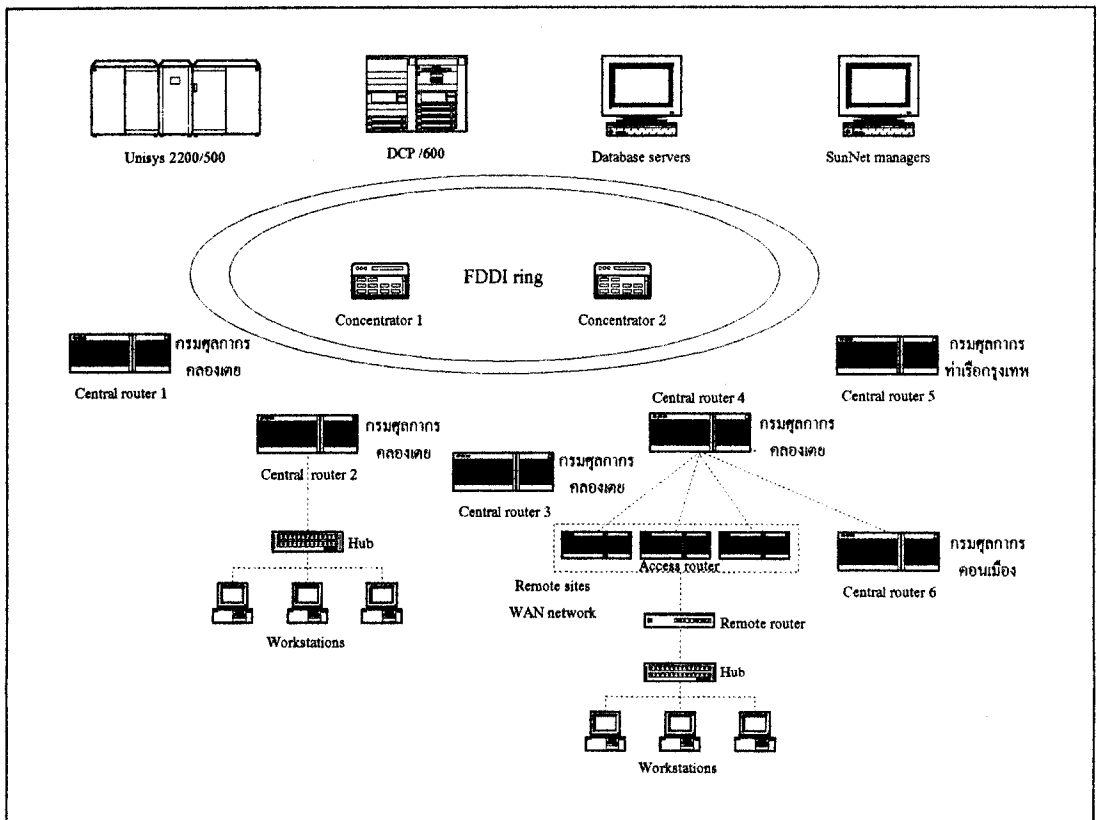 Unisys 2200/500
DCP /600
Database servers
SunNet managers
FDDI ring
Concentrator 1
Concentrator 2
กรมศุลกากร
คลองเตย
Central router 1
กรมศุลกากร
ท่าเรือกรุงเทพ
Central router 5
Central router 4
กรมศุลกากร
คลองเตย
กรมศุลกากร
คลองเตย
Central router 2
กรมศุลกากร
คลองเตย
Central router 3
Hub
Workstations
Access router
Remote sites
WAN network
กรมศุลกากร
ดอนเมือง
Central router 6
Remote router
Hub
Workstations